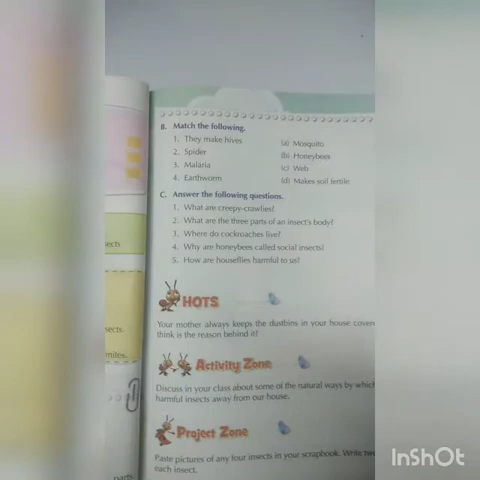 B. Match the following.
1. They make hives (a) Mosquito
2. Spider (b) Honeybees
3. Malaria (c) Web
4. Earthworm (d) Makes soil fertile
C. Answer the following questions.
1. What are creepy-crawlies?
2. What are the three parts of an insect's body?
3. Where do cockroaches live?
4. Why are honeybees called social insects?
5. How are houseflies harmful to us?
HOTS
Your mother always keeps the dustbins in your house
think is the reason behind it?
Activity Zone
Discuss in your class about some of the natural ways by
harmful insects away from our house.
Project Zone
Paste pictures of any four insects in your scrapbook. Write
each insect.
InShOt